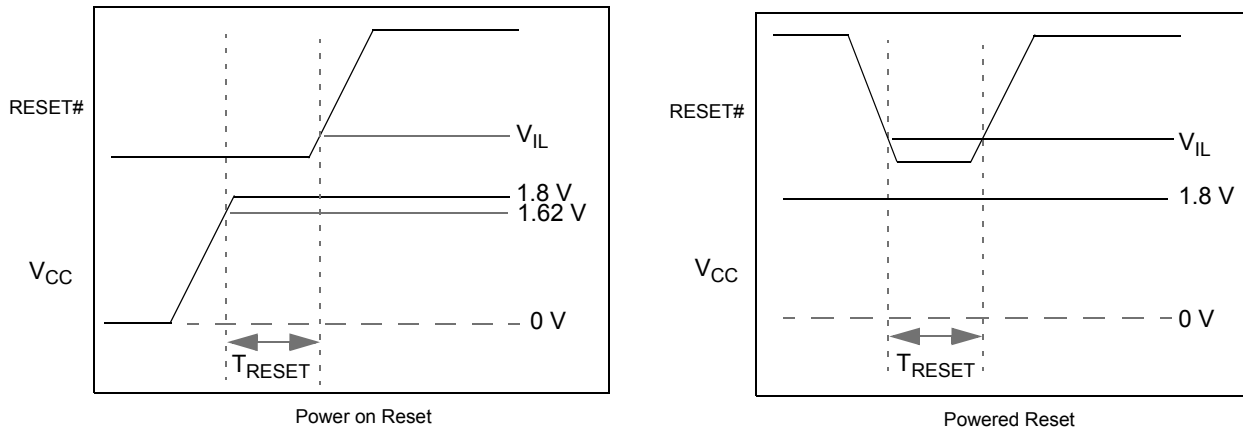 RESET#
VIL
1.8 V
1.62 V
VCC
0 V
TRESET
Power on Reset
RESET#
VIL
1.8 V
VCC
0 V
TRESET
Powered Reset